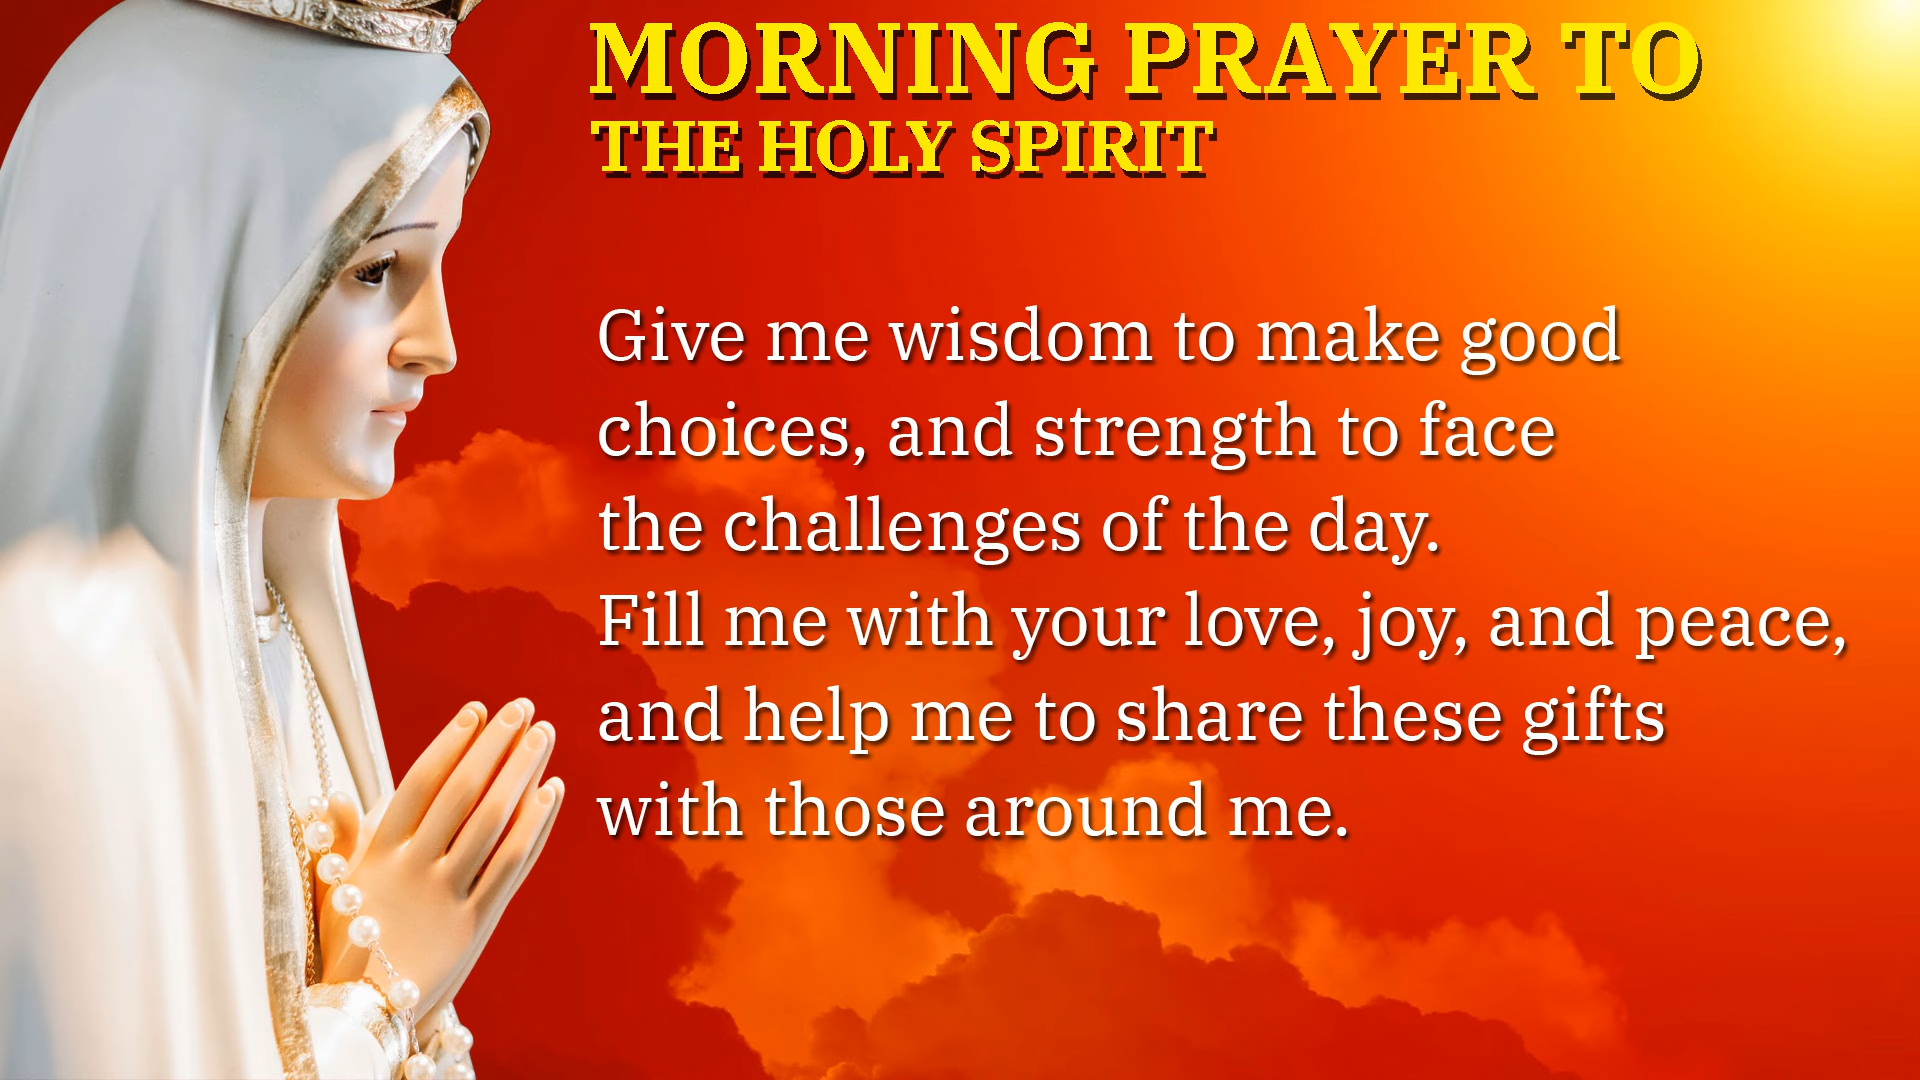 MORNING PRAYER TO
THE HOLY SPIRIT
Give me wisdom to make good
choices, and strength to face
the challenges of the day.
Fill me with your love, joy, and peace,
and help me to share these gifts
with those around me.